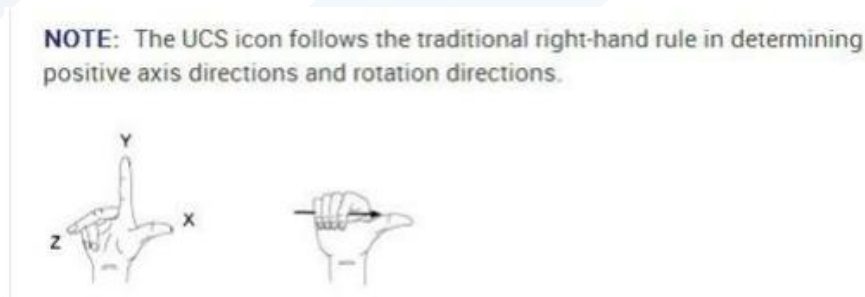 NOTE: The UCS icon follows the traditional right-hand rule in determining
positive axis directions and rotation directions.
Y
X
Z